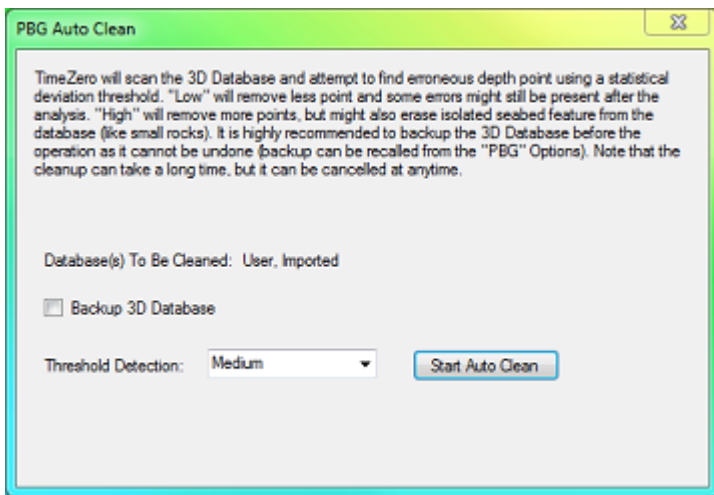 PBG Auto Clean
TimeZero will scan the 3D Database and attempt to find erroneous depth point using a statistical
deviation threshold. "Low" will remove less point and some errors might still be present after the
analysis. "High" will remove more points, but might also erase isolated seabed feature from the
database (like small rocks). It is highly recommended to backup the 3D Database before the
operation as it cannot be undone (backup can be recalled from the "PBG" Options). Note that the
cleanup can take a long time, but it can be cancelled at anytime.
Database(s) To Be Cleaned: User, Imported
Backup 3D Database
Threshold Detection: Medium Start Auto Clean